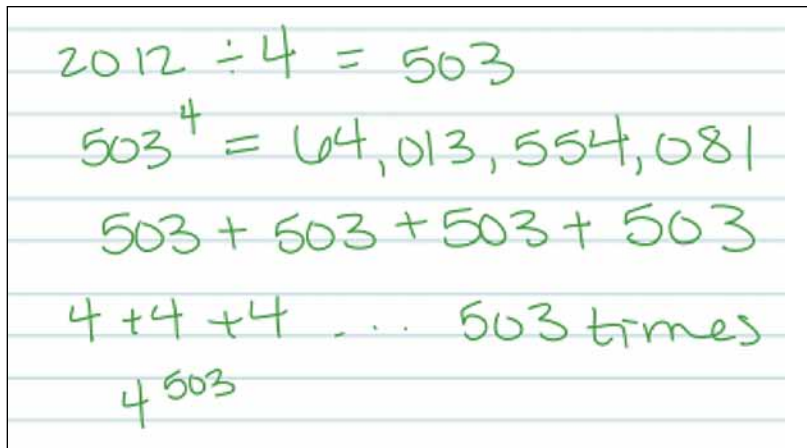 2012 ÷ 4 = 503
503⁴ = 64,013,554,081
503 + 503 + 503 + 503
4 + 4 + 4 ... 503 times
4⁵⁰³